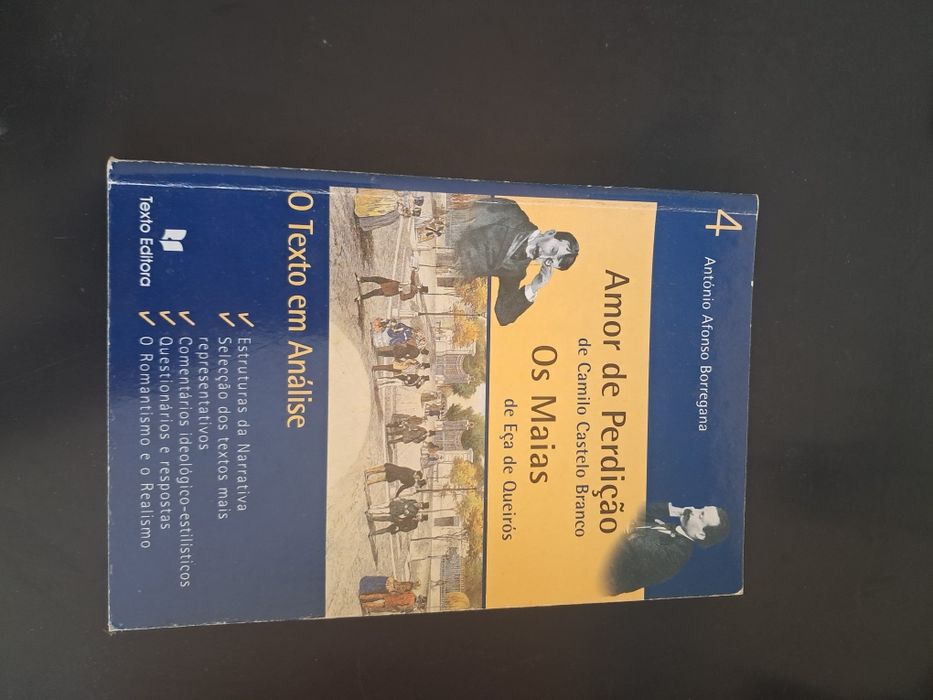 4
António Afonso Borregana
Amor de Perdição
de Camilo Castelo Branco
Os Maias
de Eça de Queirós
O Texto em Análise
✓ Estruturas da Narrativa
✓ Selecção dos textos mais
representativos
✓ Comentários ideológico-estilísticos
✓ Questionários e respostas
✓ O Romantismo e o Realismo
Texto Editora